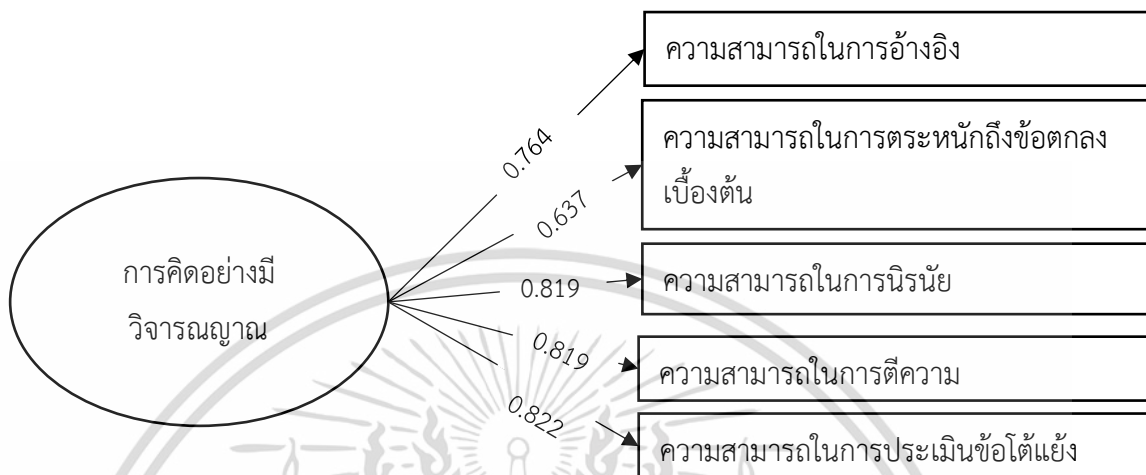 ความสามารถในการอ้างอิง
0.764
ความสามารถในการตระหนักถึงข้อตกลง
เบื้องต้น
0.637
การคิดอย่างมี
วิจารณญาณ
0.819
ความสามารถในการนิรนัย
0.819
ความสามารถในการตีความ
0.822
ความสามารถในการประเมินข้อโต้แย้ง